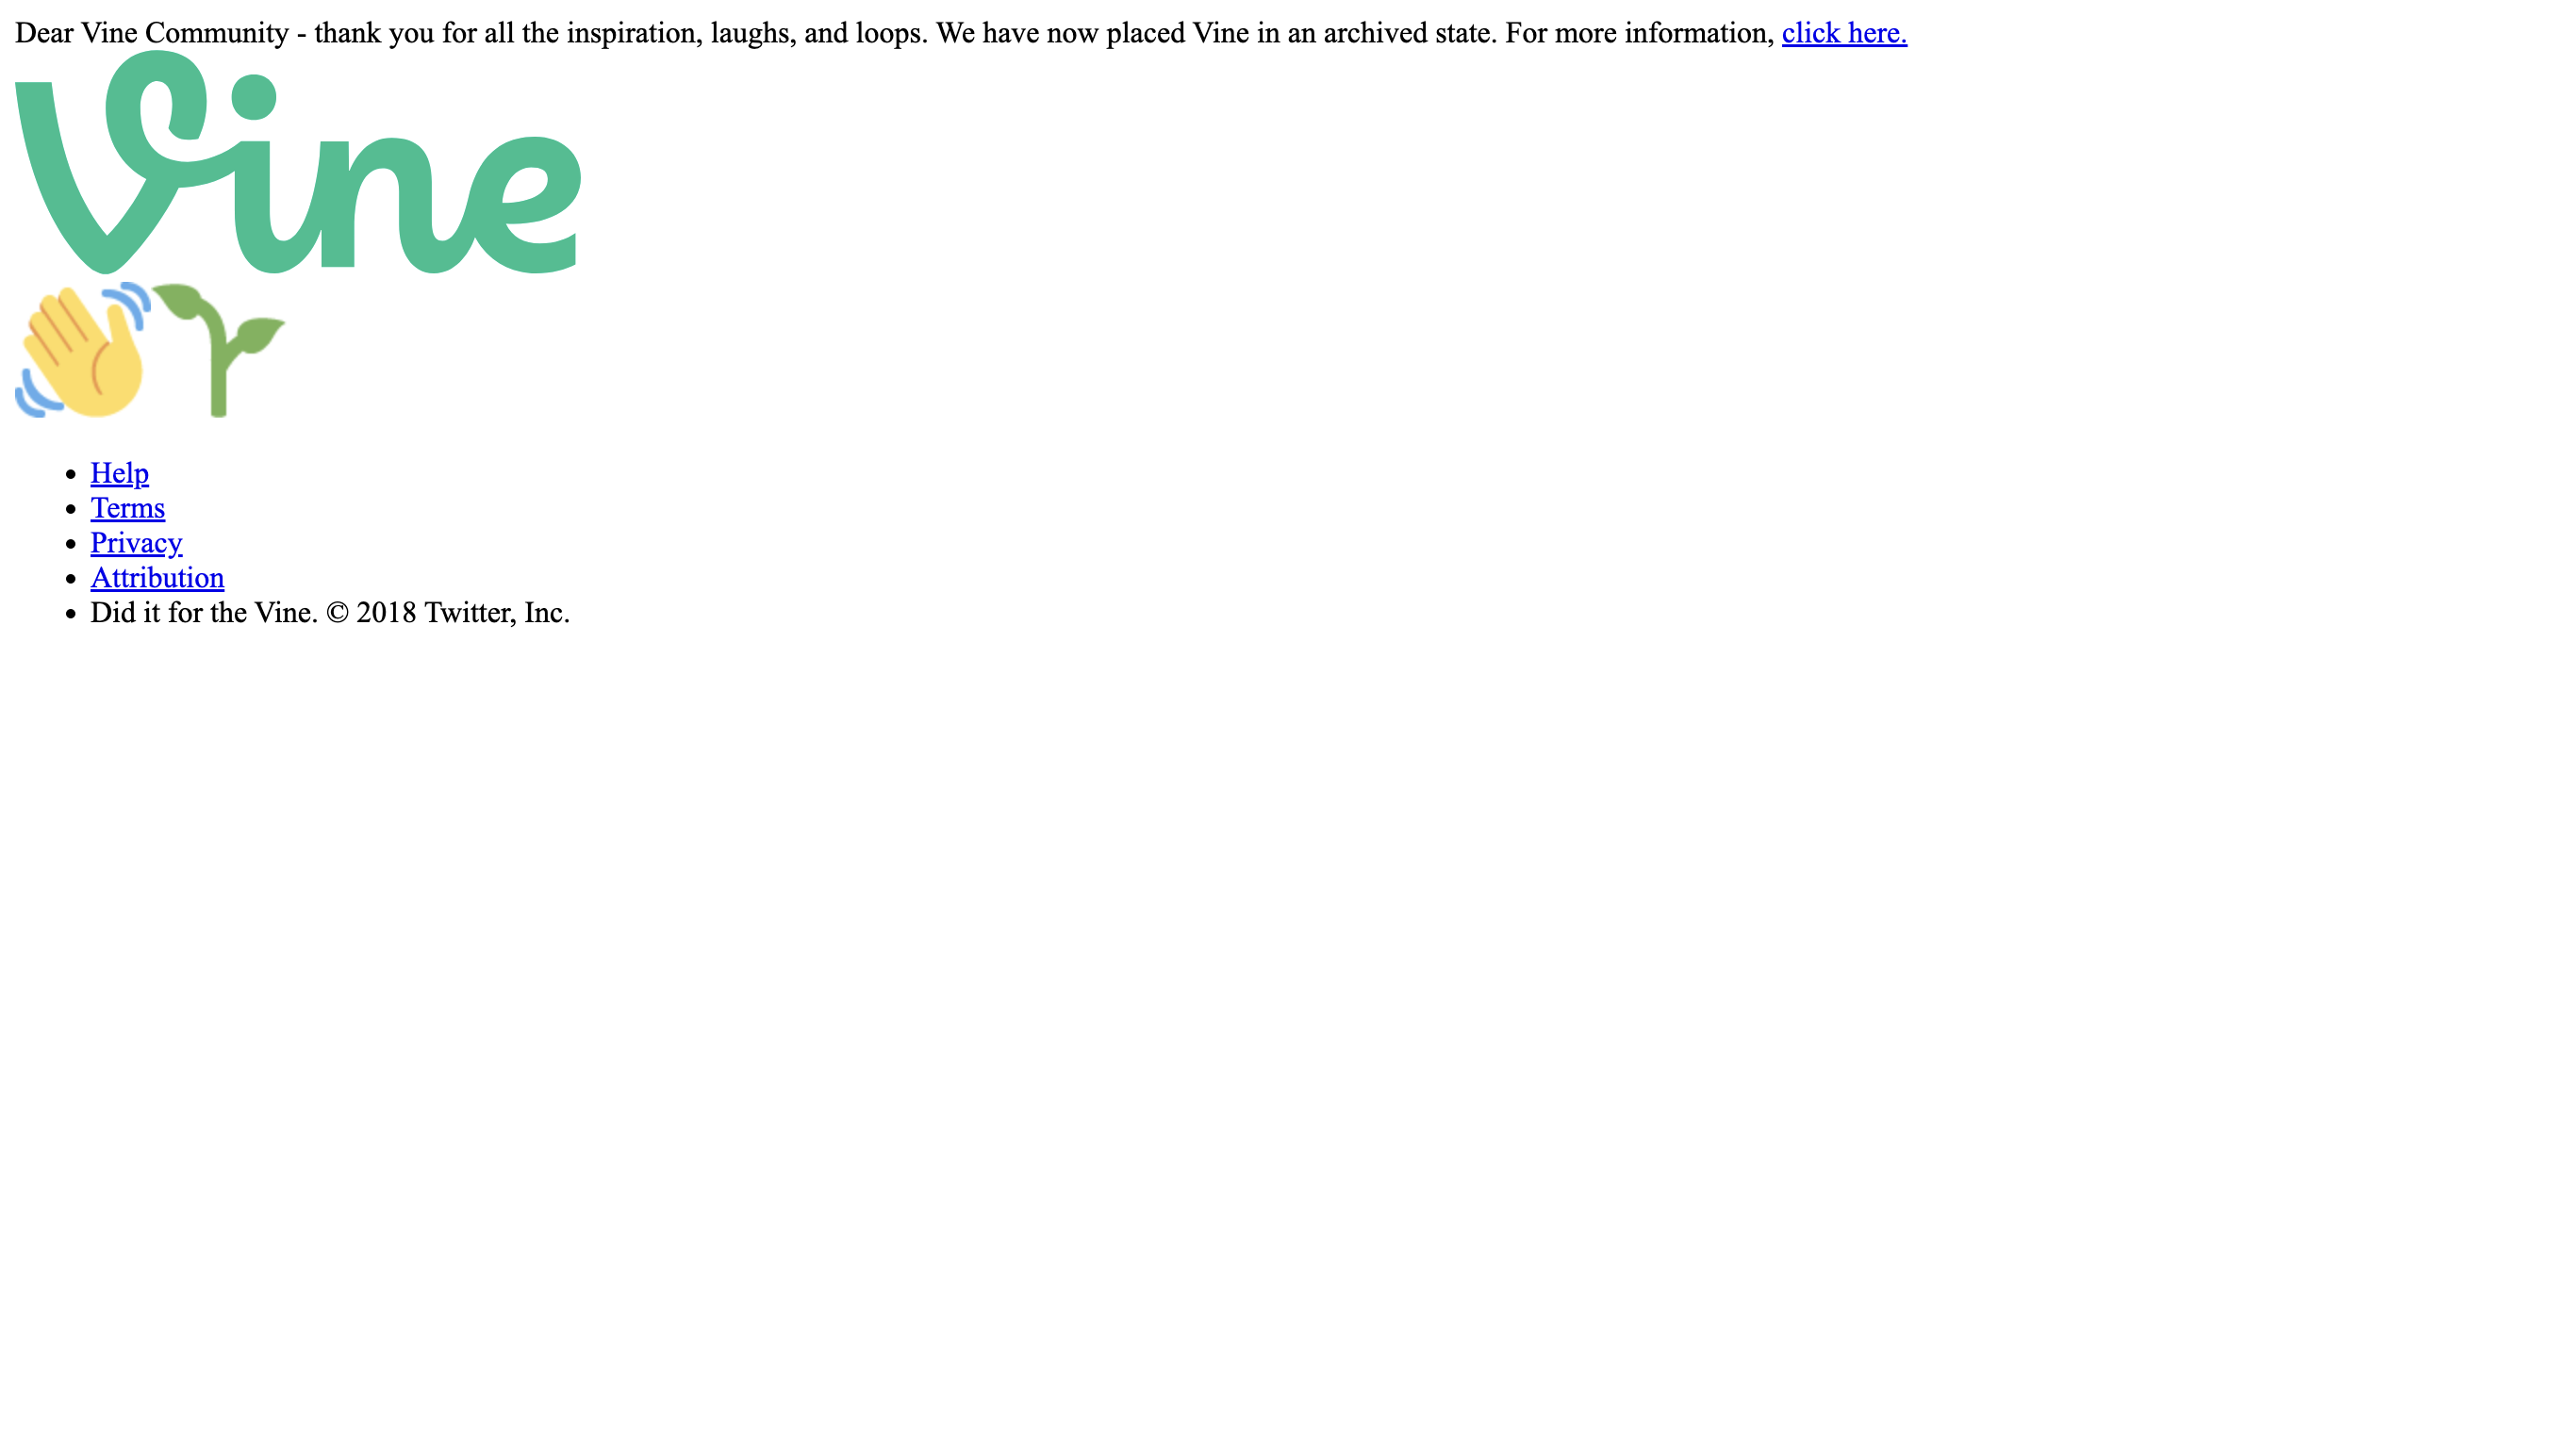 Dear Vine Community - thank you for all the inspiration, laughs, and loops. We have now placed Vine in an archived state. For more information, click here.
Vine
Help
Terms
Privacy
Attribution
Did it for the Vine. © 2018 Twitter, Inc.